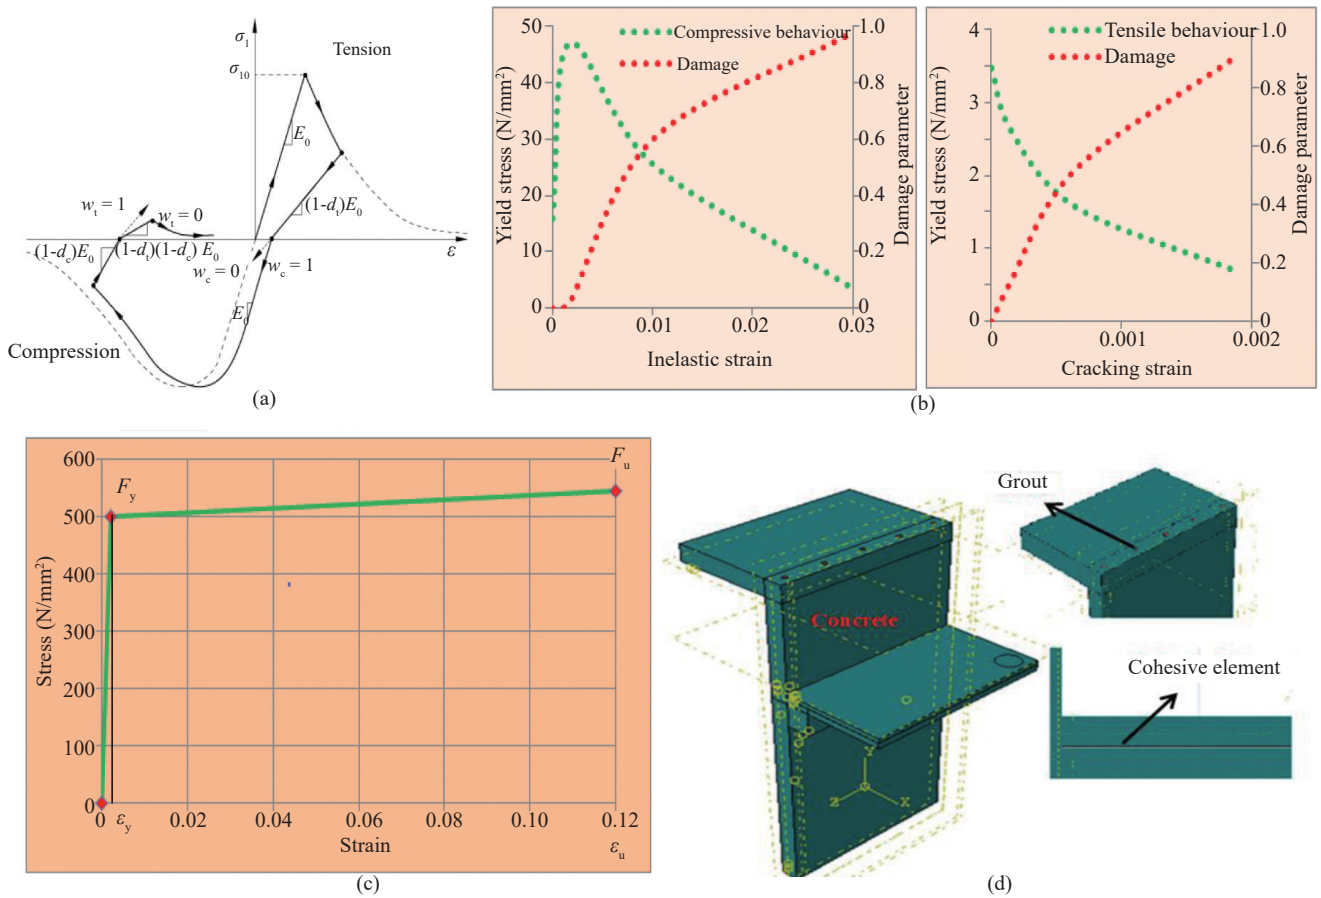 σ₁
Tension
σ₁₀
E₀
(1-dₜ)E₀
wₜ = 1
wₜ = 0
(1-d꜀)E₀
(1-dₜ)(1-d꜀) E₀
ε
w꜀ = 0
w꜀ = 1
E₀
Compression
(a)
50
40
30
20
10
0
Yield stress (N/mm²)
Compressive behaviour
Damage
1.0
0.8
0.6
0.4
0.2
0
Damage parameter
0
0.01
0.02
0.03
Inelastic strain
4
3
2
1
0
Yield stress (N/mm²)
Tensile behaviour
Damage
1.0
0.8
0.6
0.4
0.2
0
Damage parameter
0
0.001
0.002
Cracking strain
(b)
600
500
400
300
200
100
0
Stress (N/mm²)
Fy
Fu
0
εy
0.02
0.04
0.06
0.08
0.10
0.12
Strain
εu
(c)
Grout
Concrete
Cohesive element
Y
Z
X
(d)